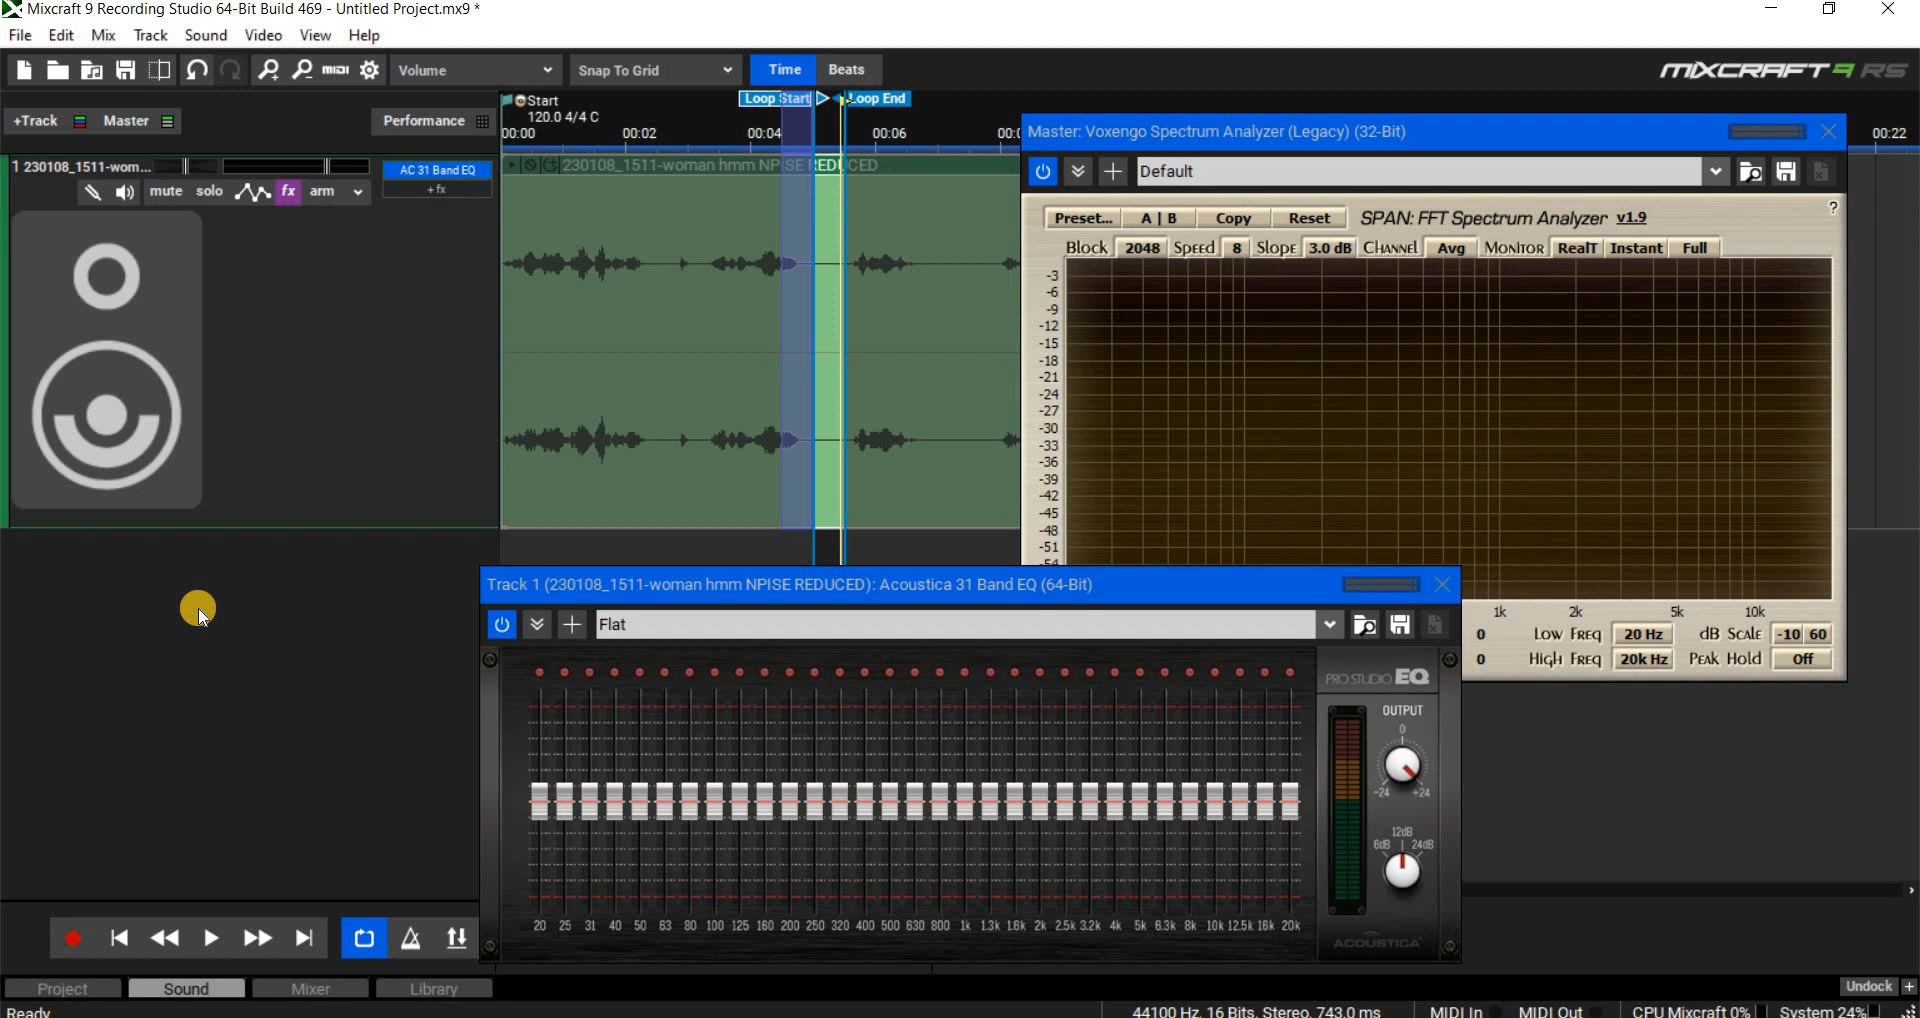 Mixcraft 9 Recording Studio 64-Bit Build 469 - Untitled Project.mx9 *
File Edit Mix Track Sound Video View Help
MIDI Volume Snap To Grid Time Beats MIXCRAFT 9 RS
Start Loop Start Loop End
120.0 4/4 C
+Track Master Performance
00:00 00:02 00:04 00:06 00:22
1 230108_1511-wom...
mute solo fx arm
AC 31 Band EQ
+ fx
230108_1511-woman hmm NPISE REDUCED
Master: Voxengo Spectrum Analyzer (Legacy) (32-Bit)
Default
Preset... A | B Copy Reset SPAN: FFT Spectrum Analyzer v1.9 ?
Block 2048 Speed 8 Slope 3.0 dB Channel Avg Monitor RealT Instant Full
-3
-6
-9
-12
-15
-18
-21
-24
-27
-30
-33
-36
-39
-42
-45
-48
-51
-54
1k 2k 5k 10k
0 Low Freq 20 Hz dB Scale -10 60
0 High Freq 20k Hz Peak Hold Off
Track 1 (230108_1511-woman hmm NPISE REDUCED): Acoustica 31 Band EQ (64-Bit)
Flat
PRO STUDIO EQ
OUTPUT
0
-24 +24
12dB
6dB 24dB
20 25 31 40 50 63 80 100 125 160 200 250 320 400 500 630 800 1k 1.3k 1.6k 2k 2.5k 3.2k 4k 5k 6.3k 8k 10k 12.5k 16k 20k
ACOUSTICA
Project Sound Mixer Library
Undock +
Ready
44100 Hz, 16 Bits, Stereo, 743.0 ms MIDI In MIDI Out CPU Mixcraft 0% System 24%